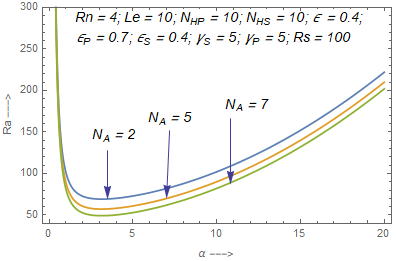 300
Rn = 4; Le = 10; N_HP = 10; N_HS = 10; ϵ = 0.4;
ϵ_P = 0.7; ϵ_S = 0.4; γ_S = 5; γ_P = 5; Rs = 100
250
200
Ra ---->
150
N_A = 2
N_A = 5
N_A = 7
100
50
0 5 10 15 20
α ---->